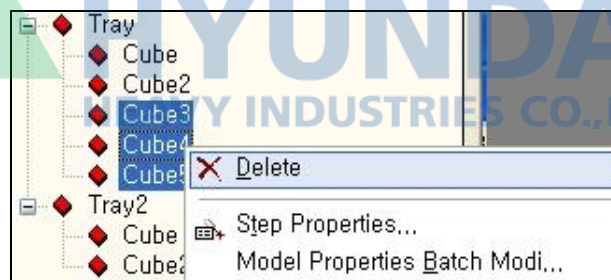 HYUNDA
HEAVY INDUSTRIES CO.,
Tray
Cube
Cube2
Cube3
Cube4
Cube5
Delete
Tray2
Cube
Step Properties...
Cube2
Model Properties Batch Modi...